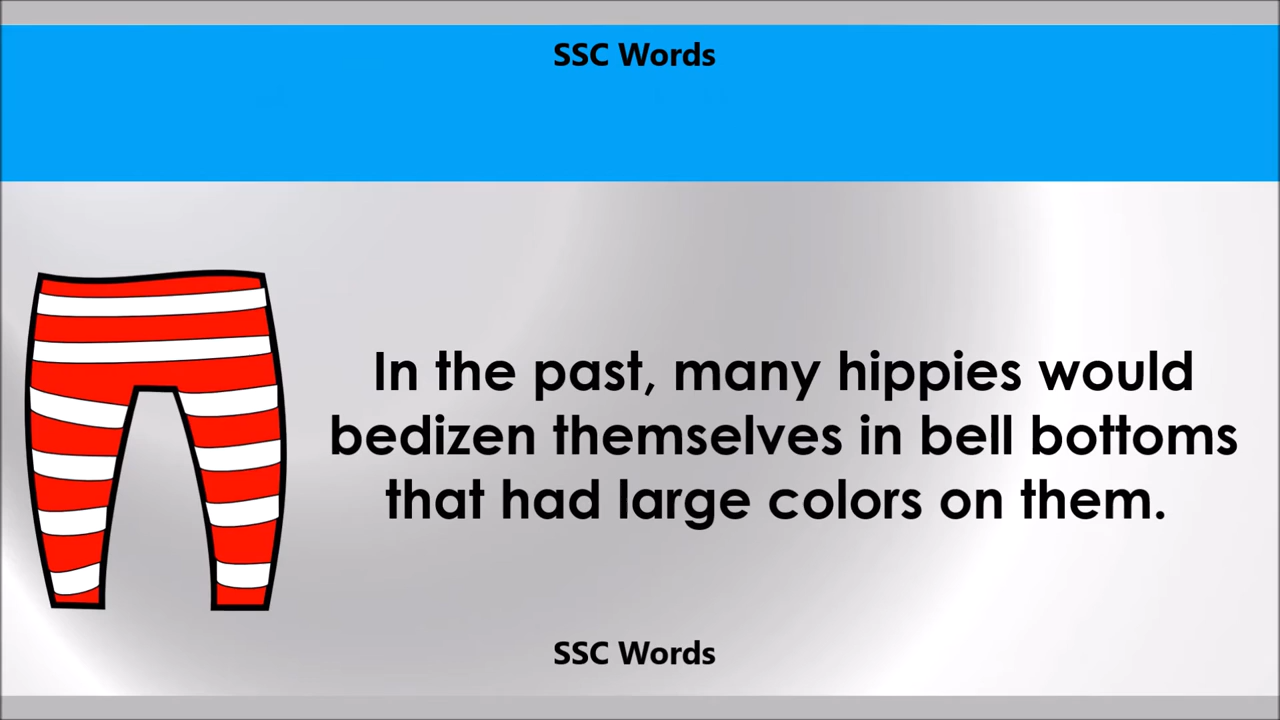 SSC Words
In the past, many hippies would
bedizen themselves in bell bottoms
that had large colors on them.
SSC Words